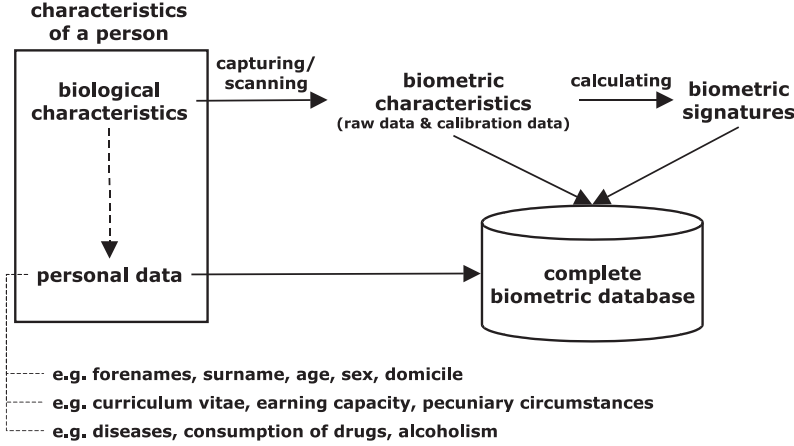 characteristics
of a person
capturing/
scanning
biological
characteristics
biometric
characteristics
(raw data & calibration data)
calculating
biometric
signatures
personal data
complete
biometric database
e.g. forenames, surname, age, sex, domicile
e.g. curriculum vitae, earning capacity, pecuniary circumstances
e.g. diseases, consumption of drugs, alcoholism